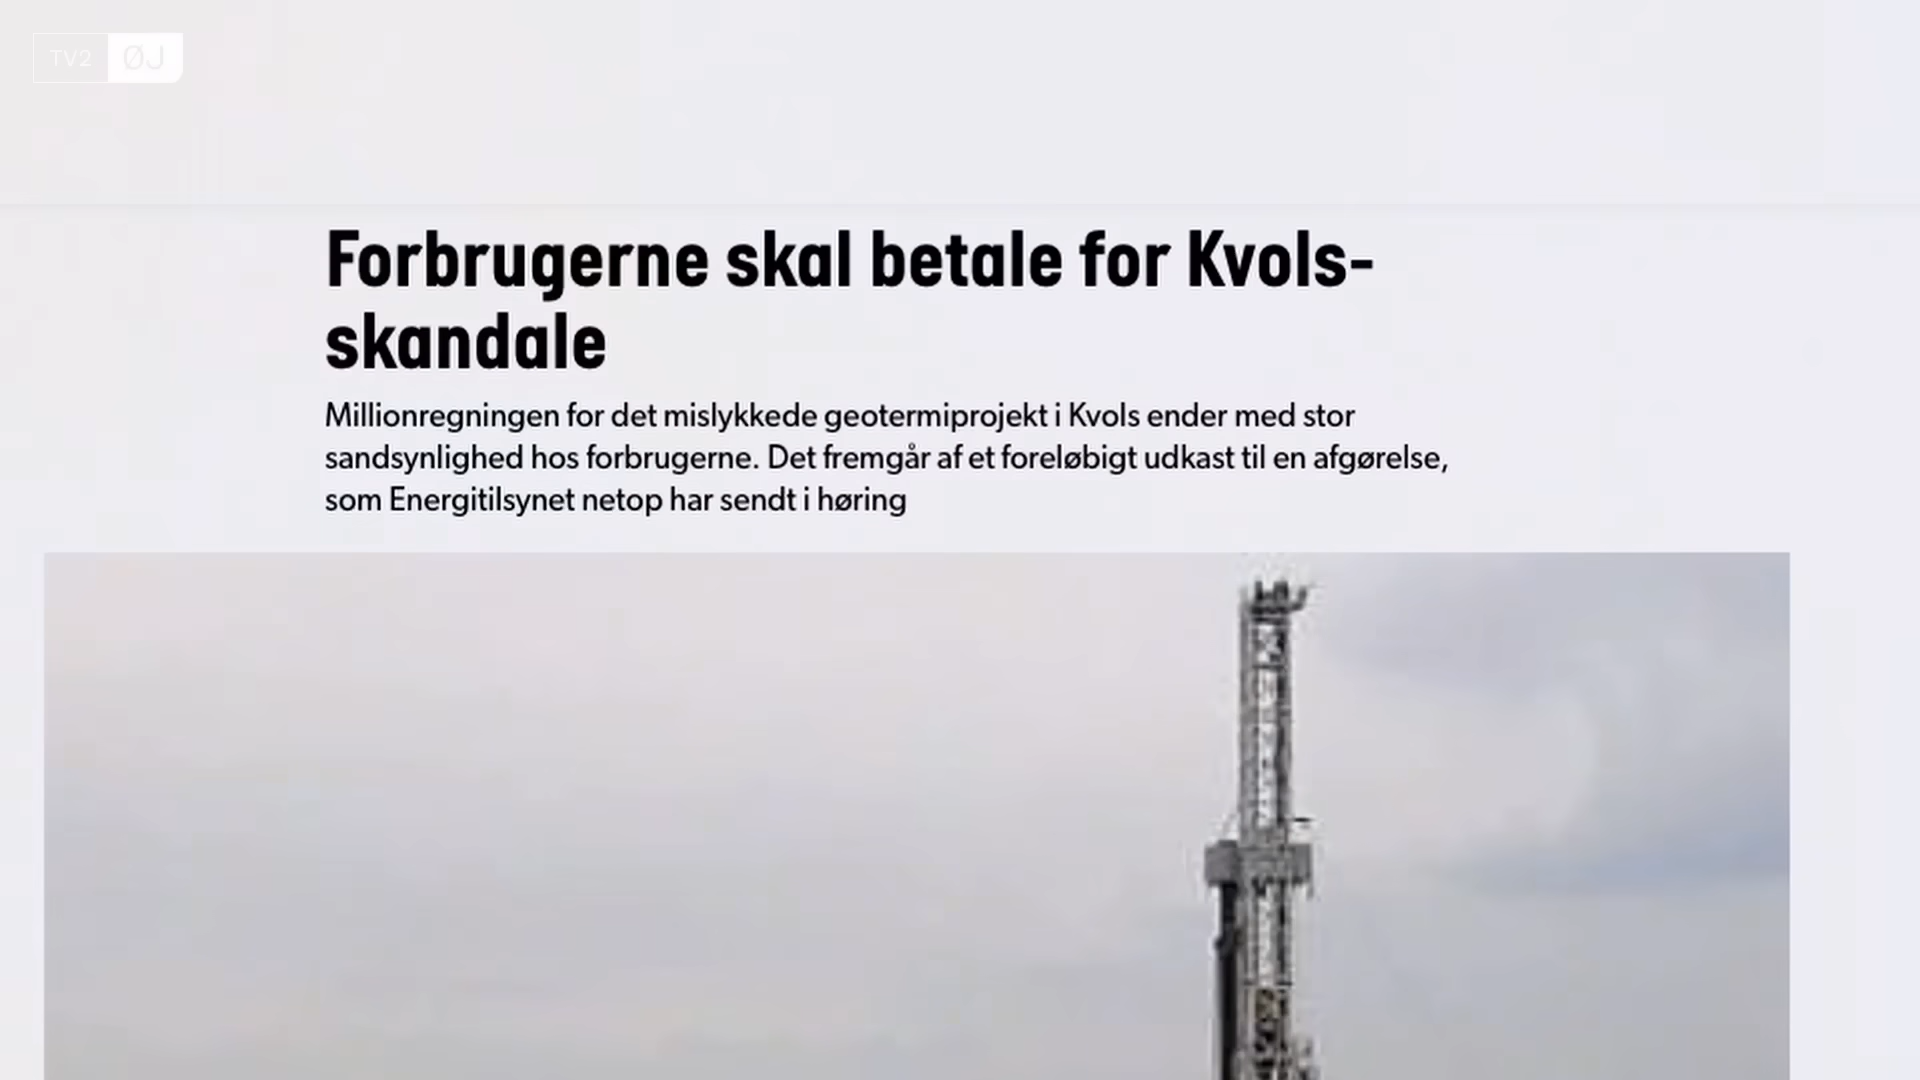 TV2 ØJ
Forbrugerne skal betale for Kvols-
skandale
Millionregningen for det mislykkede geotermiprojekt i Kvols ender med stor
sandsynlighed hos forbrugerne. Det fremgår af et foreløbigt udkast til en afgørelse,
som Energitilsynet netop har sendt i høring